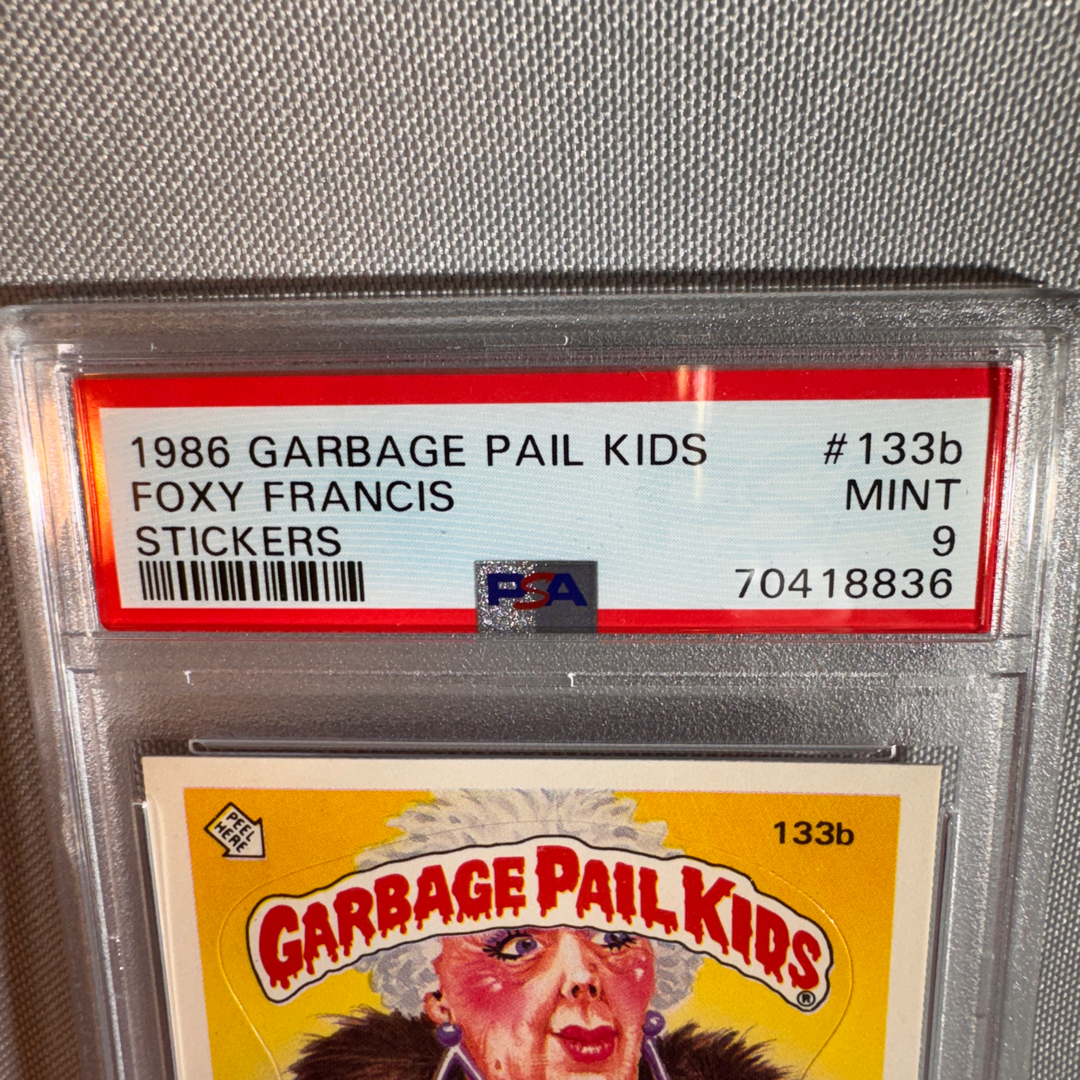 1986 GARBAGE PAIL KIDS #133b
FOXY FRANCIS MINT
STICKERS 9
PSA 70418836
PEEL
HERE
133b
GARBAGE PAIL KIDS®